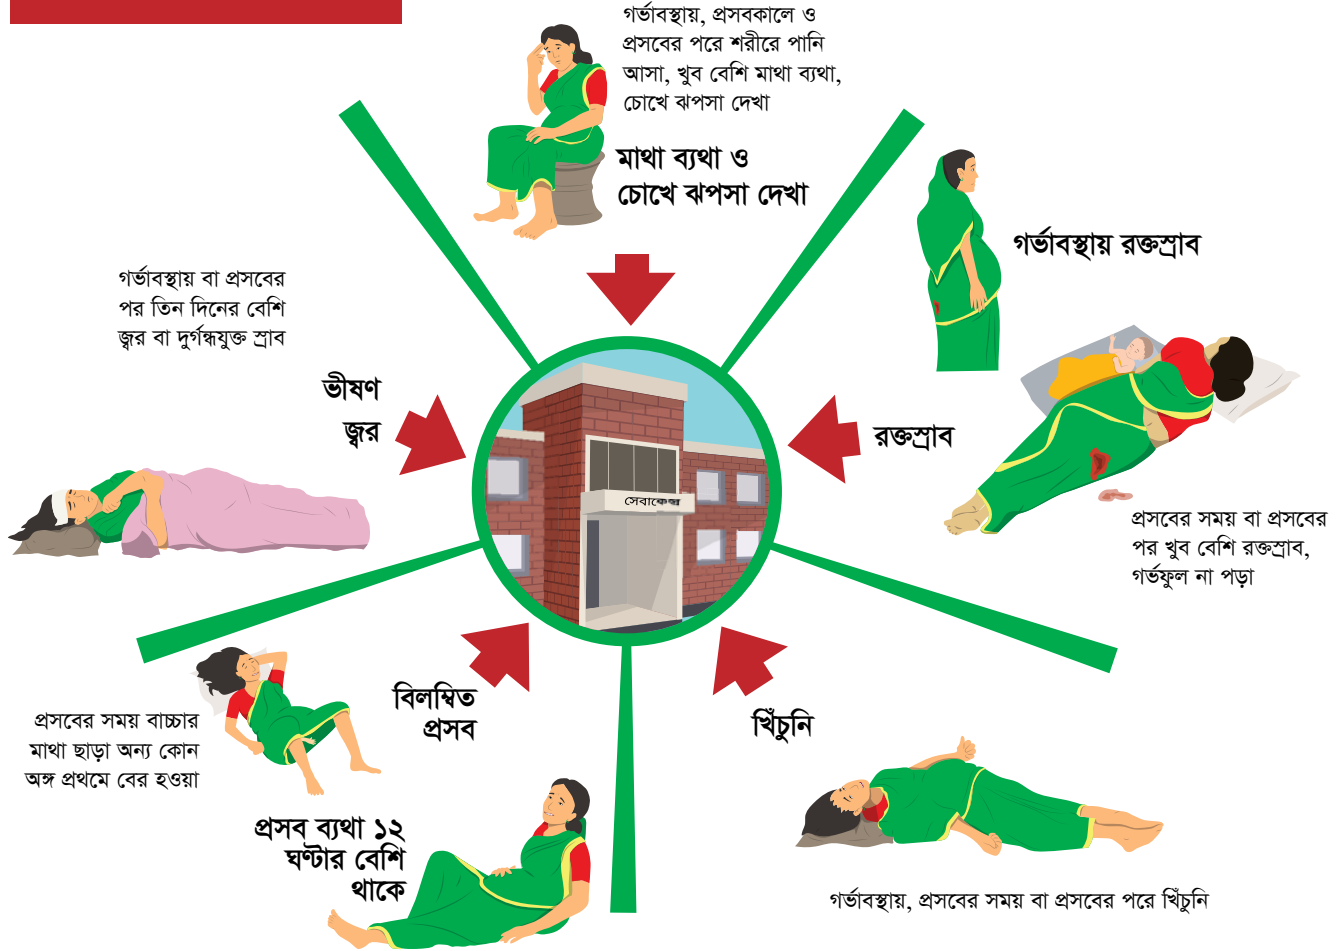 গর্ভাবস্থায়, প্রসবকালে ও
প্রসবের পরে শরীরে পানি
আসা, খুব বেশি মাথা ব্যথা,
চোখে ঝপসা দেখা
মাথা ব্যথা ও
চোখে ঝপসা দেখা
গর্ভাবস্থায় রক্তস্রাব
রক্তস্রাব
প্রসবের সময় বা প্রসবের
পর খুব বেশি রক্তস্রাব,
গর্ভফুল না পড়া
খিঁচুনি
গর্ভাবস্থায়, প্রসবের সময় বা প্রসবের পরে খিঁচুনি
গর্ভাবস্থায় বা প্রসবের
পর তিন দিনের বেশি
জ্বর বা দুর্গন্ধযুক্ত স্রাব
ভীষণ
জ্বর
সেবাকেন্দ্র
বিলম্বিত
প্রসব
প্রসবের সময় বাচ্চার
মাথা ছাড়া অন্য কোন
অঙ্গ প্রথমে বের হওয়া
প্রসব ব্যথা ১২
ঘণ্টার বেশি
থাকে